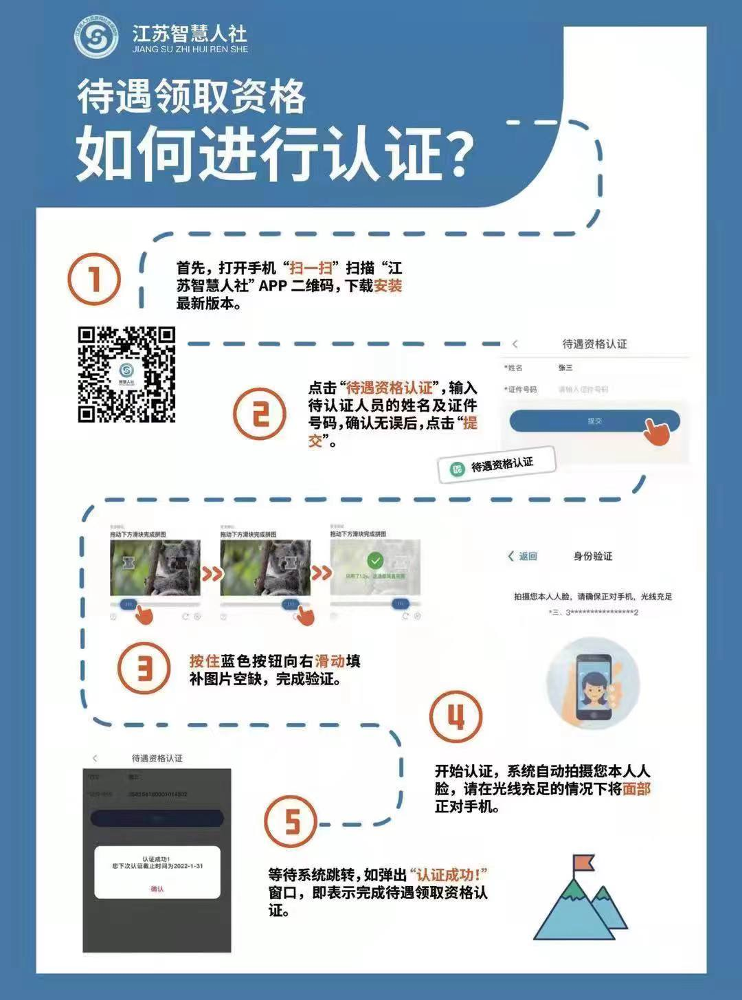 江苏智慧人社
JIANG SU ZHI HUI REN SHE
待遇领取资格
如何进行认证？
1
首先，打开手机“扫一扫”扫描“江
苏智慧人社”APP 二维码，下载安装
最新版本。
智慧人社
2
点击“待遇资格认证”，输入
待认证人员的姓名及证件
号码，确认无误后，点击“提
交”。
待遇资格认证
*姓名 张三
*证件号码 请输入证件号码
提交
待遇资格认证
拖动下方滑块完成拼图
拖动下方滑块完成拼图
拖动下方滑块完成拼图
3
按住蓝色按钮向右滑动填
补图片空缺，完成验证。
返回 身份验证
拍摄您本人人脸，请确保正对手机，光线充足
*三、3****************2
4
开始认证，系统自动拍摄您本人人
脸，请在光线充足的情况下将面部
正对手机。
待遇资格认证
张三
认证成功！
您下次认证截止时间为2022-1-31
确认
5
等待系统跳转，如弹出“认证成功！”
窗口，即表示完成待遇领取资格认
证。